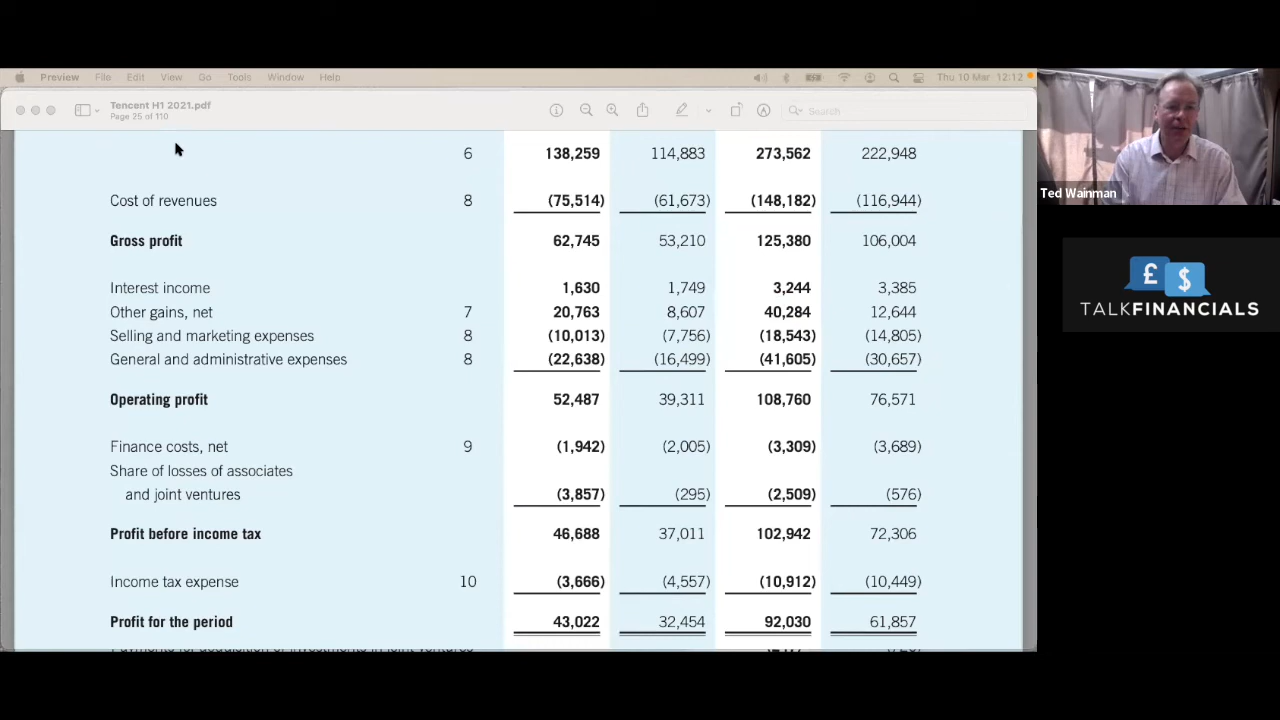 Preview File Edit View Go Tools Window Help Thu 10 Mar 12:12
Tencent H1 2021.pdf
Page 25 of 110
Search
6 138,259 114,883 273,562 222,948
Cost of revenues 8 (75,514) (61,673) (148,182) (116,944)
Gross profit 62,745 53,210 125,380 106,004
Interest income 1,630 1,749 3,244 3,385
Other gains, net 7 20,763 8,607 40,284 12,644
Selling and marketing expenses 8 (10,013) (7,756) (18,543) (14,805)
General and administrative expenses 8 (22,638) (16,499) (41,605) (30,657)
Operating profit 52,487 39,311 108,760 76,571
Finance costs, net 9 (1,942) (2,005) (3,309) (3,689)
Share of losses of associates
and joint ventures (3,857) (295) (2,509) (576)
Profit before income tax 46,688 37,011 102,942 72,306
Income tax expense 10 (3,666) (4,557) (10,912) (10,449)
Profit for the period 43,022 32,454 92,030 61,857
Ted Wainman
£ $
TALKFINANCIALS